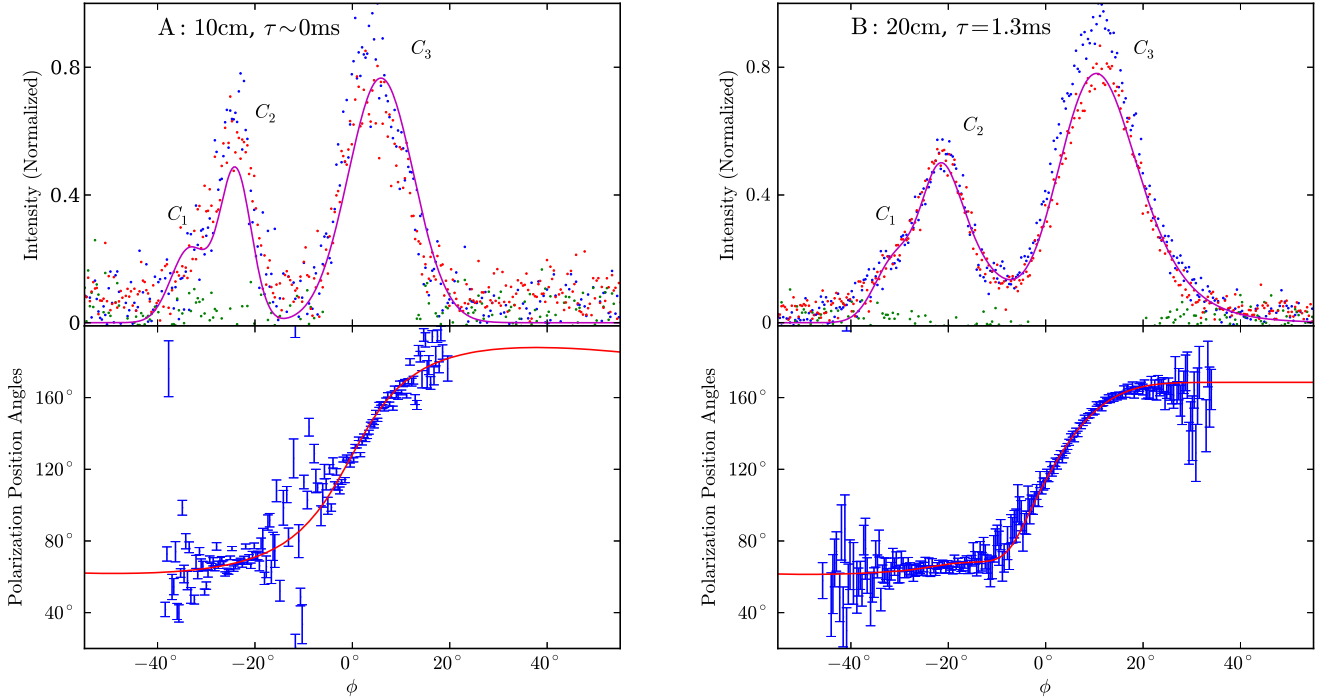 A: 10cm, τ∼0ms
C₁
C₂
C₃
Intensity (Normalized)
0.8
0.4
0
Polarization Position Angles
160°
120°
80°
40°
−40°
−20°
0°
20°
40°
ϕ
B: 20cm, τ=1.3ms
C₁
C₂
C₃
Intensity (Normalized)
0.8
0.4
0
Polarization Position Angles
160°
120°
80°
40°
−40°
−20°
0°
20°
40°
ϕ